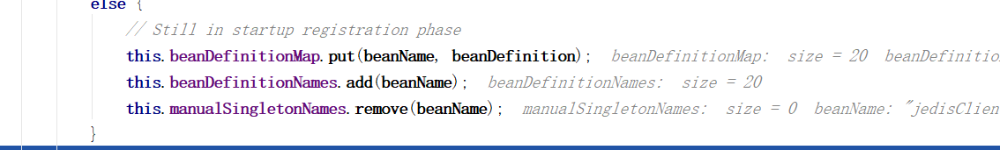 else {
// Still in startup registration phase
this.beanDefinitionMap.put(beanName, beanDefinition); beanDefinitionMap: size = 20 beanDefinitio
this.beanDefinitionNames.add(beanName); beanDefinitionNames: size = 20
this.manualSingletonNames.remove(beanName); manualSingletonNames: size = 0 beanName: "jedisClien
}